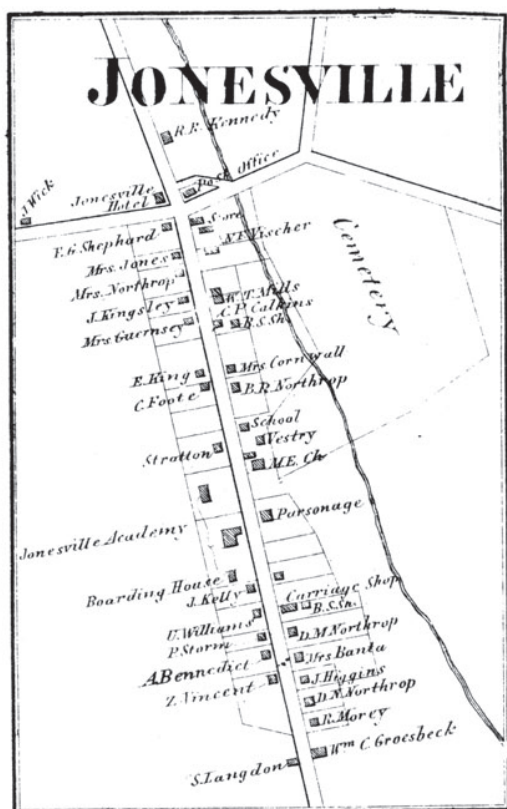 JONESVILLE
R.R. Kennedy
Post Office
J. Wick
Jonesville
Hotel
Store
T.G. Shephard
N.F. Vischer
Mrs. Jones
Mrs. Northrop
W.T. Mills
J. Kingsley
C.P. Calkins
Mrs Guernsey
B.S.Sh.
Cemetery
Mrs. Cornwall
E. King
B.R. Northrop
C. Foote
School
Vestry
Stratton
M.E. Ch
Parsonage
Jonesville Academy
Boarding House
J. Kelly
Carriage Shop
B.S.Sh.
U. Williams
D.M Northrop
P. Storm
Mrs Banta
A. Bennedict
J. Higgins
Z. Vincent
D.N. Northrop
R. Morey
Wm C. Groesbeck
S. Langdon